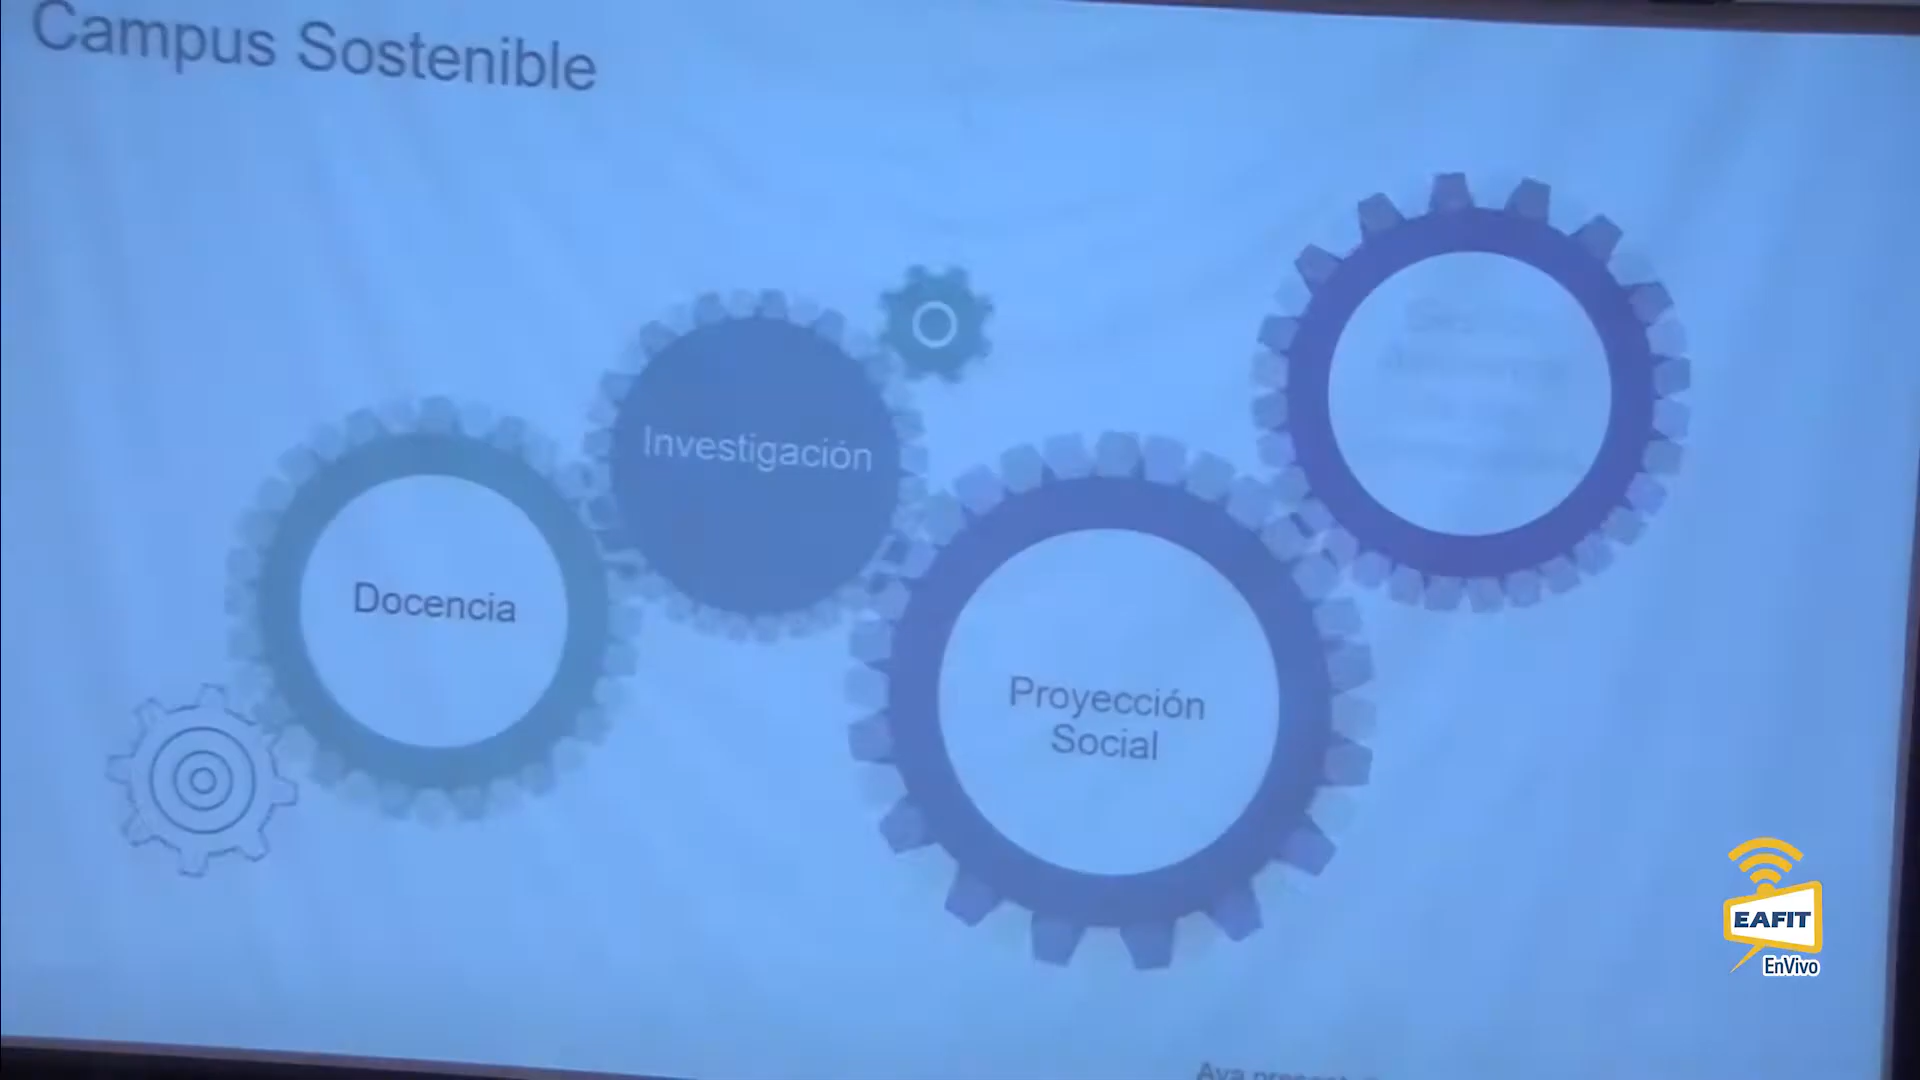 Campus Sostenible
Investigación
Docencia
Proyección
Social
EAFIT
EnVivo